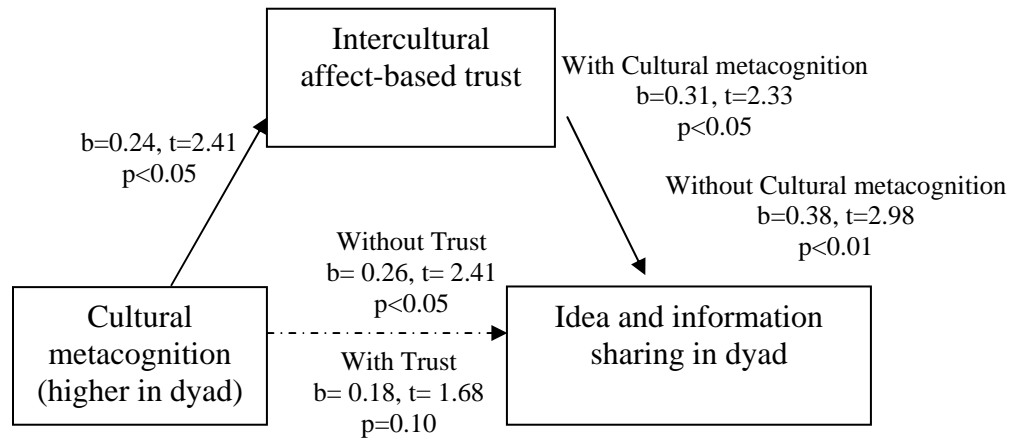 Intercultural
affect-based trust
With Cultural metacognition
b=0.31, t=2.33
p<0.05
b=0.24, t=2.41
p<0.05
Without Cultural metacognition
b=0.38, t=2.98
p<0.01
Without Trust
b= 0.26, t= 2.41
p<0.05
Cultural
metacognition
(higher in dyad)
Idea and information
sharing in dyad
With Trust
b= 0.18, t= 1.68
p=0.10